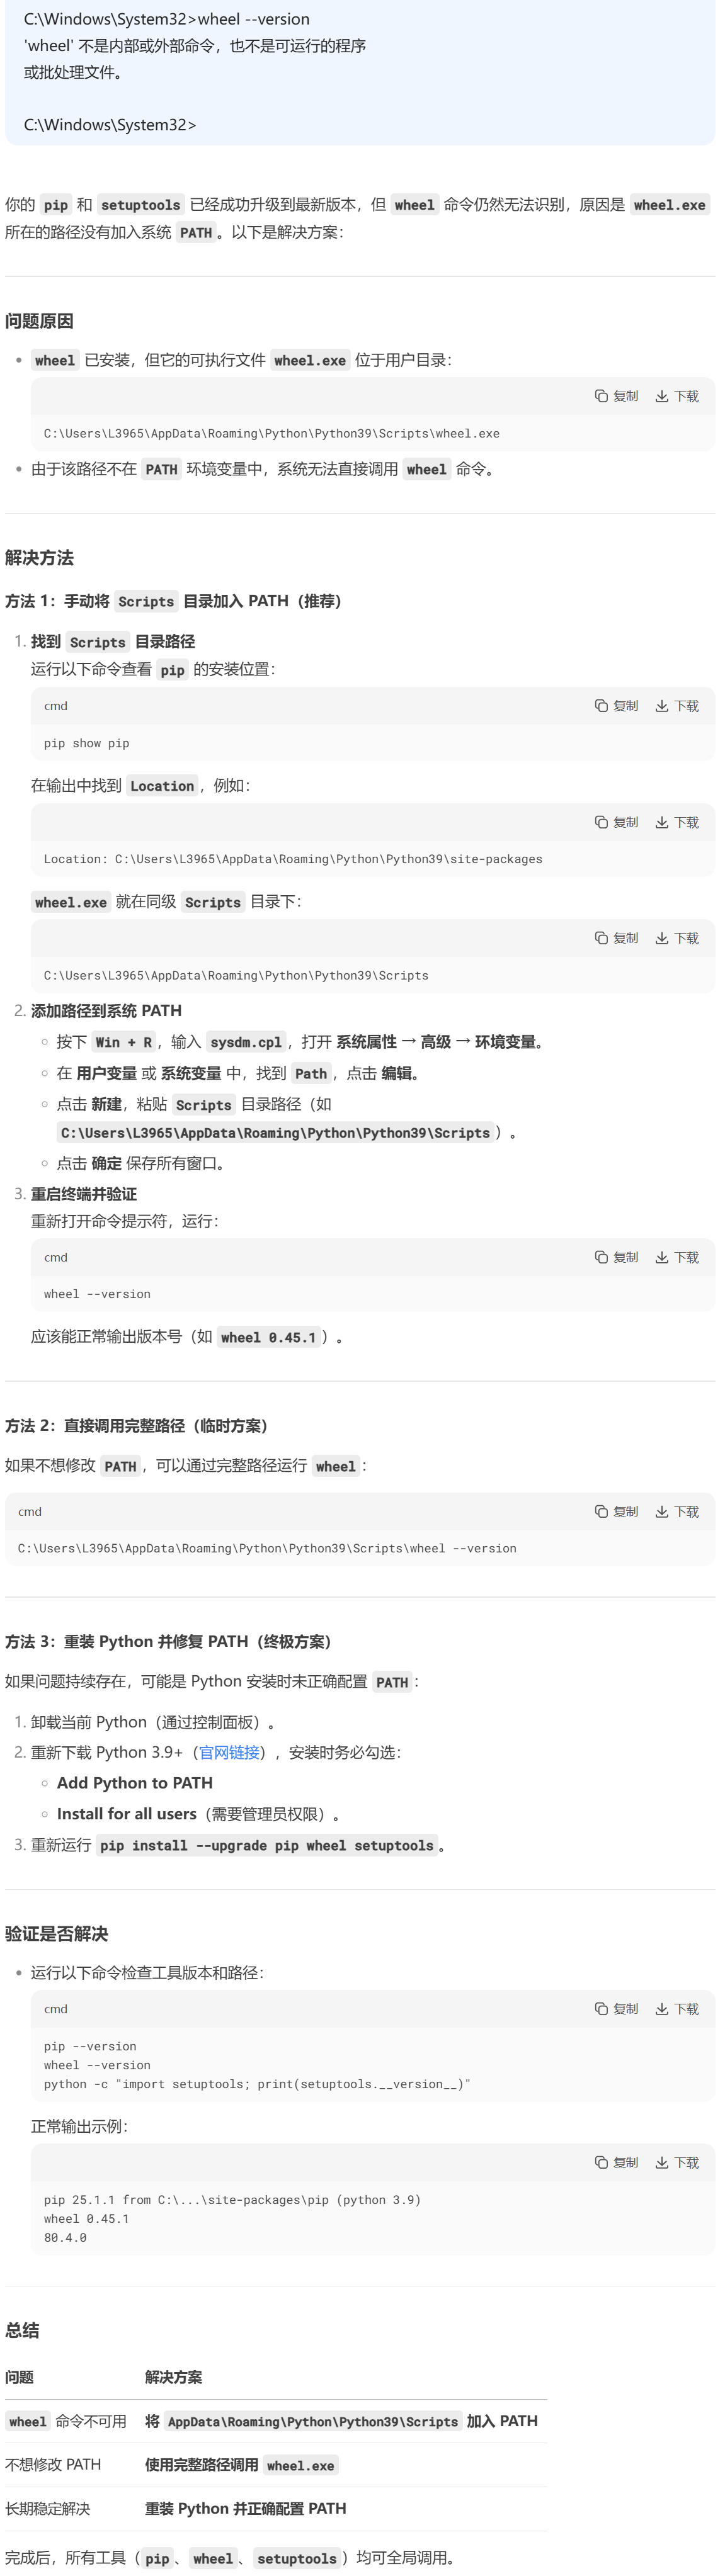 C:\Windows\System32>wheel --version
'wheel' 不是内部或外部命令，也不是可运行的程序
或批处理文件。
C:\Windows\System32>
你的 pip 和 setuptools 已经成功升级到最新版本，但 wheel 命令仍然无法识别，原因是 wheel.exe
所在的路径没有加入系统 PATH。以下是解决方案：
问题原因
wheel 已安装，但它的可执行文件 wheel.exe 位于用户目录：
复制 下载
C:\Users\L3965\AppData\Roaming\Python\Python39\Scripts\wheel.exe
由于该路径不在 PATH 环境变量中，系统无法直接调用 wheel 命令。
解决方法
方法 1：手动将 Scripts 目录加入 PATH（推荐）
1. 找到 Scripts 目录路径
运行以下命令查看 pip 的安装位置：
cmd 复制 下载
pip show pip
在输出中找到 Location，例如：
复制 下载
Location: C:\Users\L3965\AppData\Roaming\Python\Python39\site-packages
wheel.exe 就在同级 Scripts 目录下：
复制 下载
C:\Users\L3965\AppData\Roaming\Python\Python39\Scripts
2. 添加路径到系统 PATH
按下 Win + R，输入 sysdm.cpl，打开 系统属性 → 高级 → 环境变量。
在 用户变量 或 系统变量 中，找到 Path，点击 编辑。
点击 新建，粘贴 Scripts 目录路径（如
C:\Users\L3965\AppData\Roaming\Python\Python39\Scripts）。
点击 确定 保存所有窗口。
3. 重启终端并验证
重新打开命令提示符，运行：
cmd 复制 下载
wheel --version
应该能正常输出版本号（如 wheel 0.45.1）。
方法 2：直接调用完整路径（临时方案）
如果不想修改 PATH，可以通过完整路径运行 wheel：
cmd 复制 下载
C:\Users\L3965\AppData\Roaming\Python\Python39\Scripts\wheel --version
方法 3：重装 Python 并修复 PATH（终极方案）
如果问题持续存在，可能是 Python 安装时未正确配置 PATH：
1. 卸载当前 Python（通过控制面板）。
2. 重新下载 Python 3.9+（官网链接），安装时务必勾选：
Add Python to PATH
Install for all users（需要管理员权限）。
3. 重新运行 pip install --upgrade pip wheel setuptools。
验证是否解决
运行以下命令检查工具版本和路径：
cmd 复制 下载
pip --version
wheel --version
python -c "import setuptools; print(setuptools.__version__)"
正常输出示例：
复制 下载
pip 25.1.1 from C:\...\site-packages\pip (python 3.9)
wheel 0.45.1
80.4.0
总结
问题 解决方案
wheel 命令不可用 将 AppData\Roaming\Python\Python39\Scripts 加入 PATH
不想修改 PATH 使用完整路径调用 wheel.exe
长期稳定解决 重装 Python 并正确配置 PATH
完成后，所有工具（pip、wheel、setuptools）均可全局调用。